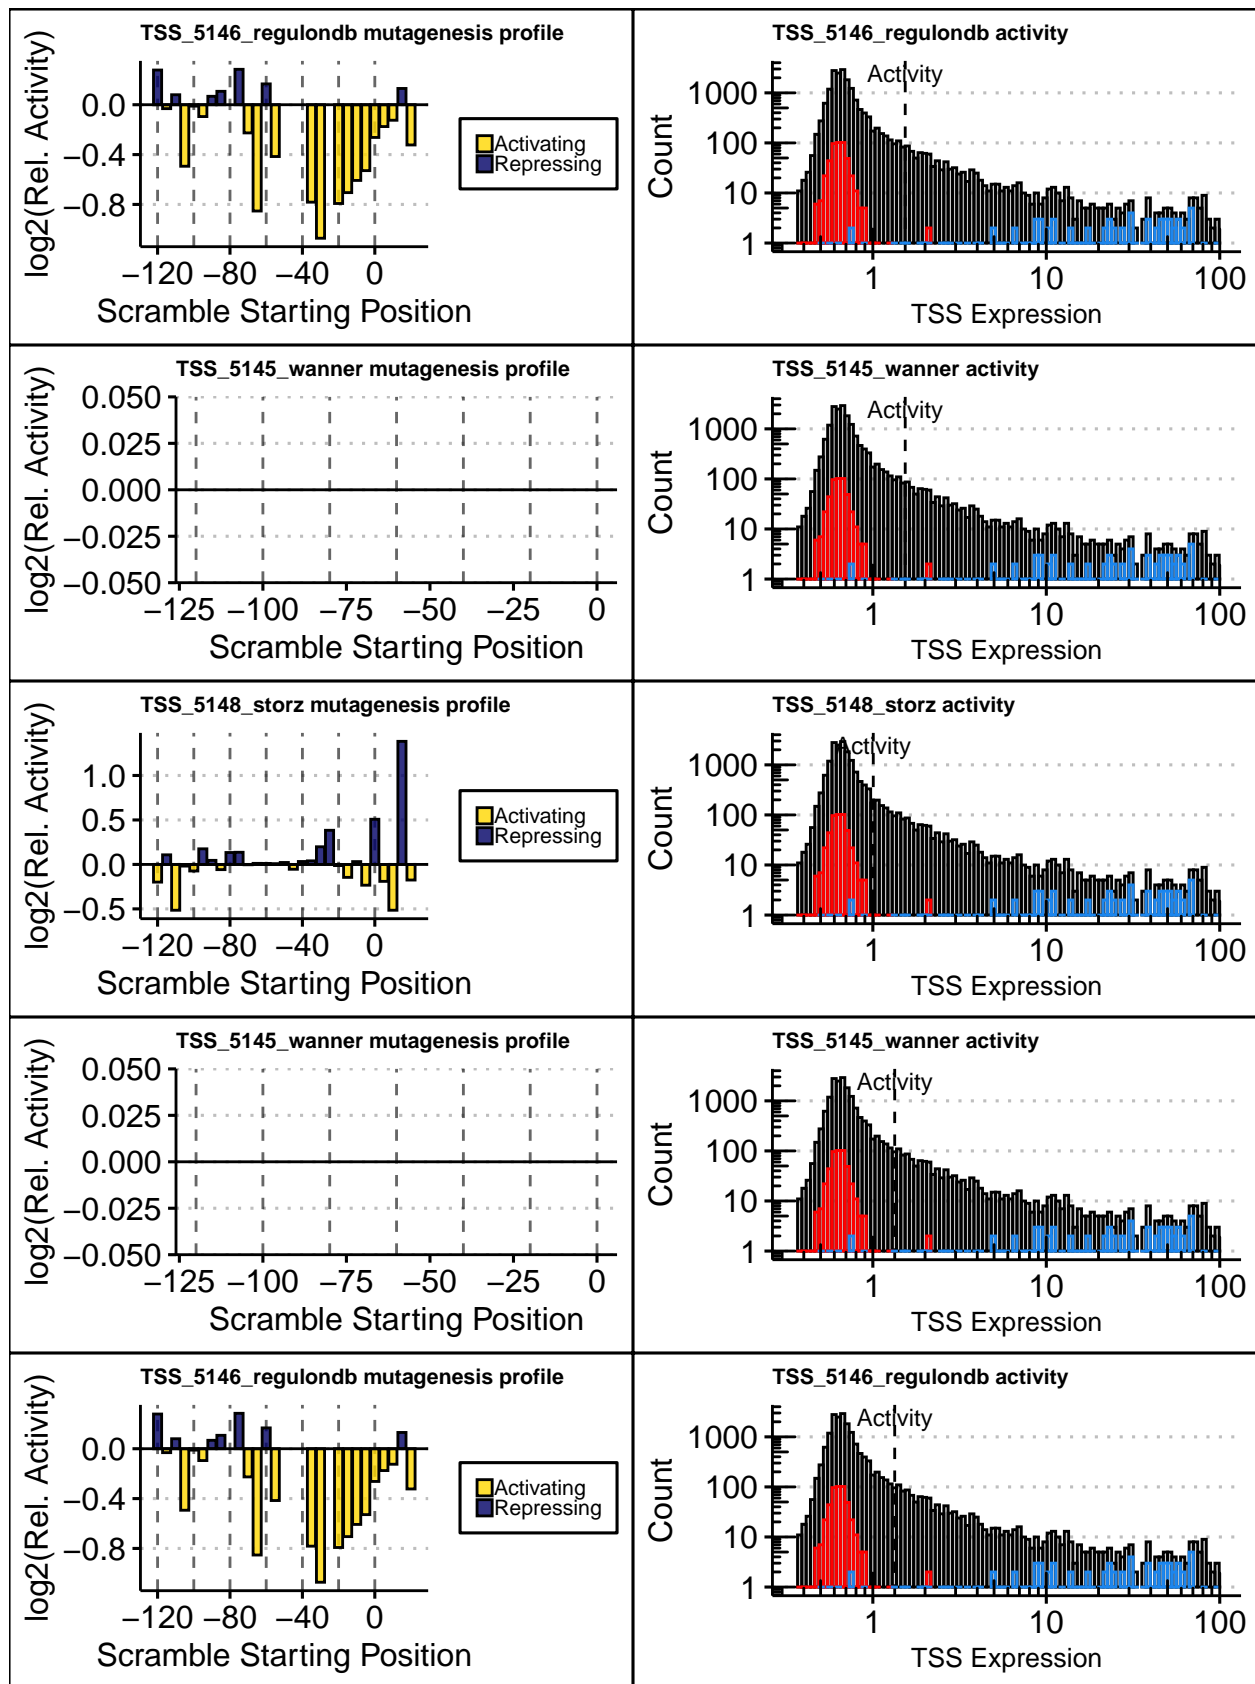 TSS_5146_regulondb mutagenesis profile
log2(Rel. Activity)
0.0
−0.4
−0.8
−120 −80 −40 0
Scramble Starting Position
Activating
Repressing
TSS_5146_regulondb activity
Activity
Count
1000
100
10
1
1 10 100
TSS Expression
TSS_5145_wanner mutagenesis profile
log2(Rel. Activity)
0.050
0.025
0.000
−0.025
−0.050
−125 −100 −75 −50 −25 0
Scramble Starting Position
TSS_5145_wanner activity
Activity
Count
1000
100
10
1
1 10 100
TSS Expression
TSS_5148_storz mutagenesis profile
log2(Rel. Activity)
1.0
0.5
0.0
−0.5
−120 −80 −40 0
Scramble Starting Position
Activating
Repressing
TSS_5148_storz activity
Activity
Count
1000
100
10
1
1 10 100
TSS Expression
TSS_5145_wanner mutagenesis profile
log2(Rel. Activity)
0.050
0.025
0.000
−0.025
−0.050
−125 −100 −75 −50 −25 0
Scramble Starting Position
TSS_5145_wanner activity
Activity
Count
1000
100
10
1
1 10 100
TSS Expression
TSS_5146_regulondb mutagenesis profile
log2(Rel. Activity)
0.0
−0.4
−0.8
−120 −80 −40 0
Scramble Starting Position
Activating
Repressing
TSS_5146_regulondb activity
Activity
Count
1000
100
10
1
1 10 100
TSS Expression